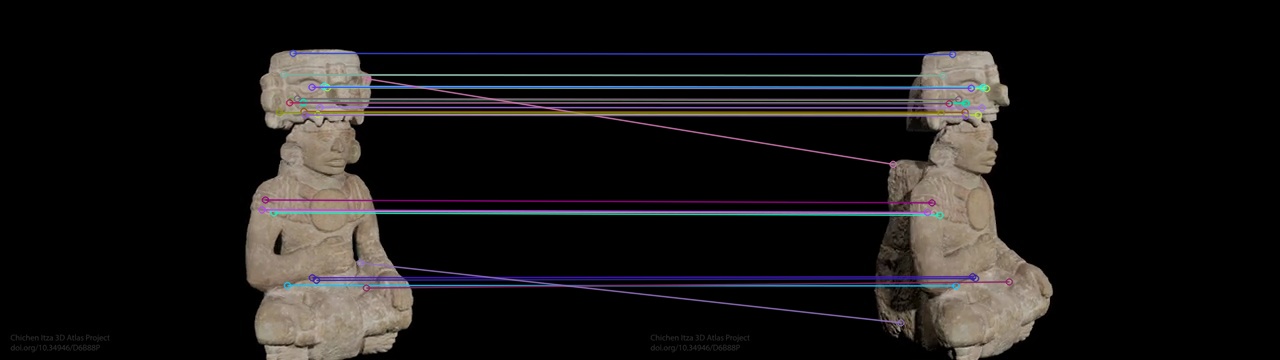 Chichen Itza 3D Atlas Project
doi.org/10.34946/D6B88P
Chichen Itza 3D Atlas Project
doi.org/10.34946/D6B88P